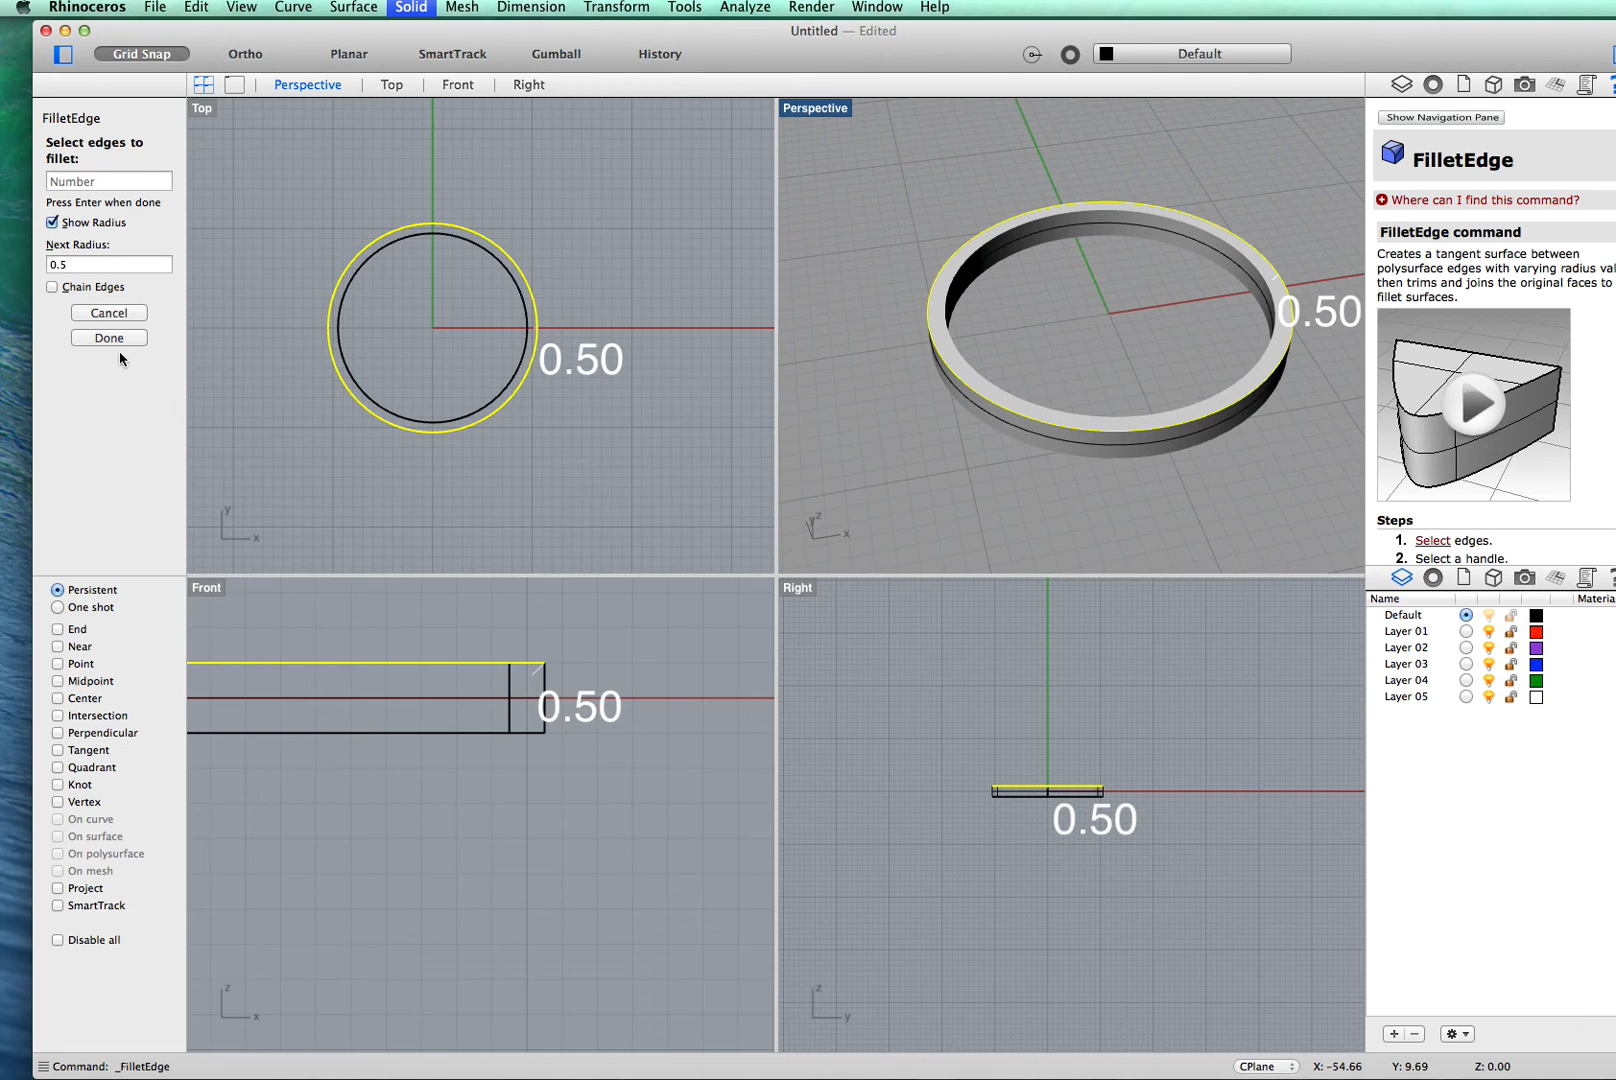 Rhinoceros File Edit View Curve Surface Solid Mesh Dimension Transform Tools Analyze Render Window Help
Untitled — Edited
Grid Snap Ortho Planar SmartTrack Gumball History Default
Perspective Top Front Right
FilletEdge
Select edges to
fillet:
Number
Press Enter when done
Show Radius
Next Radius:
0.5
Chain Edges
Cancel
Done
Persistent
One shot
End
Near
Point
Midpoint
Center
Intersection
Perpendicular
Tangent
Quadrant
Knot
Vertex
On curve
On surface
On polysurface
On mesh
Project
SmartTrack
Disable all
Top
0.50
y
x
Perspective
0.50
z
y
x
Front
0.50
z
x
Right
0.50
z
y
Show Navigation Pane
FilletEdge
Where can I find this command?
FilletEdge command
Creates a tangent surface between
polysurface edges with varying radius val
then trims and joins the original faces to
fillet surfaces.
Steps
1. Select edges.
2. Select a handle.
Name Materia
Default
Layer 01
Layer 02
Layer 03
Layer 04
Layer 05
Command: _FilletEdge
CPlane X: -54.66 Y: 9.69 Z: 0.00